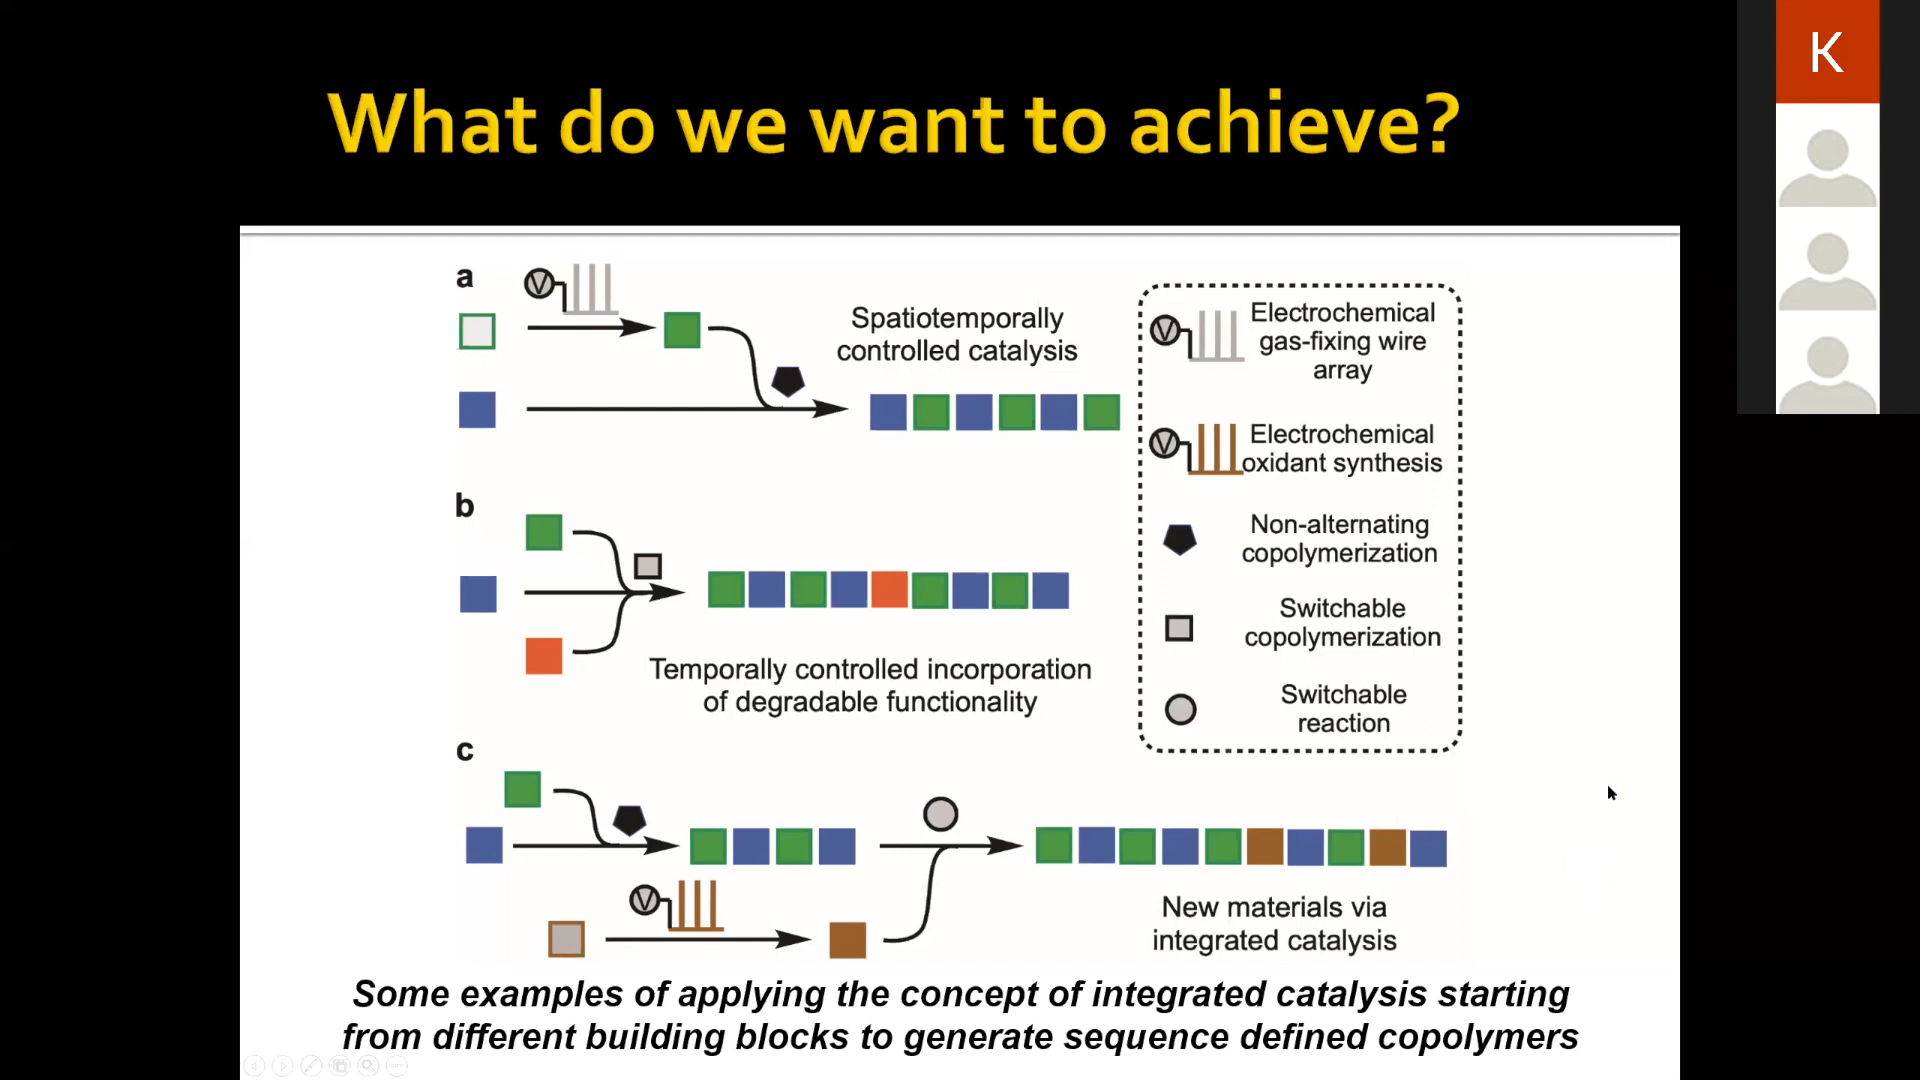 What do we want to achieve?
K
a
V
Spatiotemporally
controlled catalysis
V
Electrochemical
gas-fixing wire
array
V
Electrochemical
oxidant synthesis
Non-alternating
copolymerization
Switchable
copolymerization
Switchable
reaction
b
Temporally controlled incorporation
of degradable functionality
c
V
New materials via
integrated catalysis
Some examples of applying the concept of integrated catalysis starting
from different building blocks to generate sequence defined copolymers